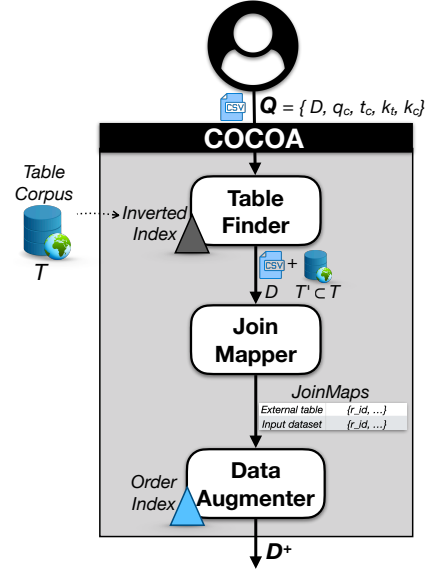 CSV
Q = { D, q_c, t_c, k_t, k_c}
COCOA
Table
Corpus
T
Inverted
Index
Table
Finder
CSV +
D T' ⊂ T
Join
Mapper
JoinMaps
External table {r_id, ...}
Input dataset {r_id, ...}
Order
Index
Data
Augmenter
D+